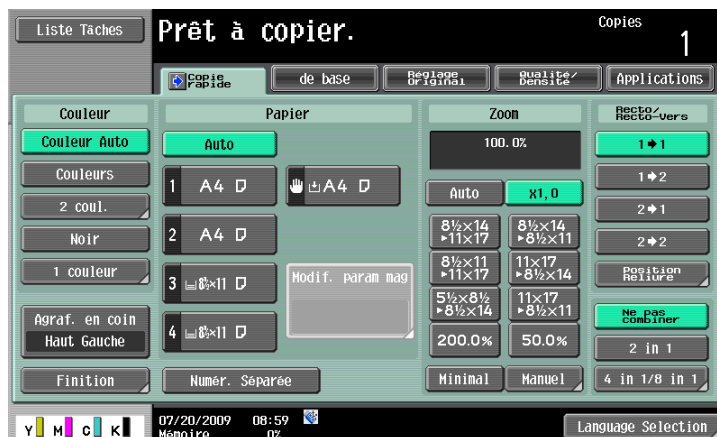 Liste Tâches
Prêt à copier.
Copies
1
Copie rapide
de base
Réglage Original
Qualité/ Densité
Applications
Couleur
Couleur Auto
Couleurs
2 coul.
Noir
1 couleur
Agraf. en coin
Haut Gauche
Finition
Papier
Auto
1 A4
A4
2 A4
3 8½×11
4 8½×11
Modif. param mag
Numér. Séparée
Zoom
100.0%
Auto
x1,0
8½×14 ▸11×17
8½×14 ▸8½×11
8½×11 ▸11×17
11×17 ▸8½×14
5½×8½ ▸8½×14
11×17 ▸8½×11
200.0%
50.0%
Minimal
Manuel
Recto/ Recto-Vers
1➧1
1➧2
2➧1
2➧2
Position Reliure
Ne pas combiner
2 in 1
4 in 1/8 in 1
Y M C K
07/20/2009 08:59
Mémoire 0%
Language Selection